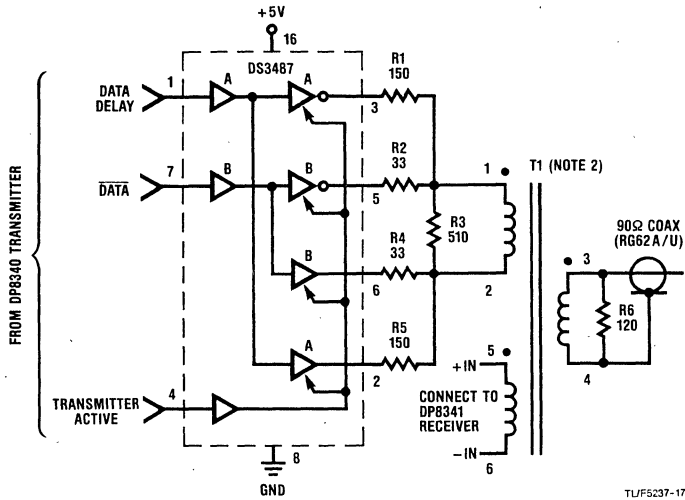 +5V
16
DS3487
FROM DP8340 TRANSMITTER
DATA
DELAY
1
A
A
3
R1
150
DATA
7
B
B
5
R2
33
R3
510
B
6
R4
33
A
2
R5
150
TRANSMITTER
ACTIVE
4
8
GND
1
2
T1 (NOTE 2)
+IN
5
CONNECT TO
DP8341
RECEIVER
-IN
6
3
4
R6
120
90Ω COAX
(RG62A/U)
TL/F5237-17